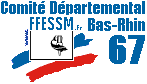 Comité Départemental
FFESSM.Fr Bas-Rhin
67